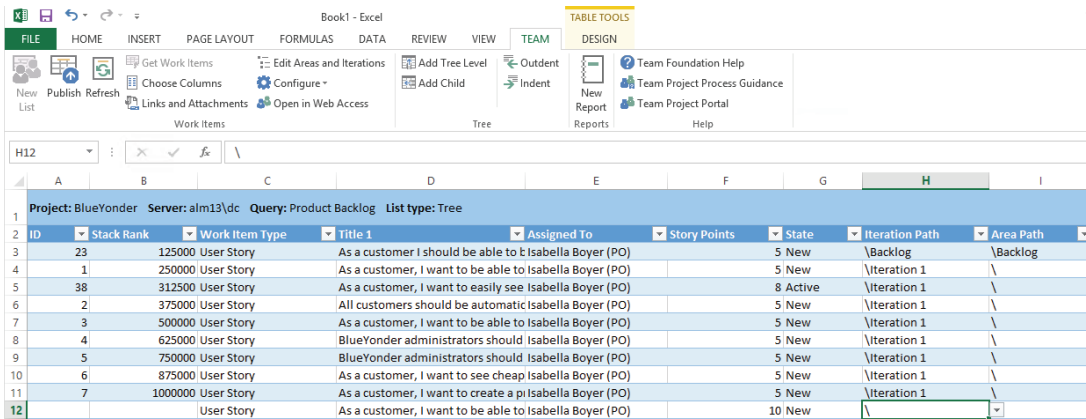 Book1 - Excel TABLE TOOLS
FILE HOME INSERT PAGE LAYOUT FORMULAS DATA REVIEW VIEW TEAM DESIGN
New List Publish Refresh Get Work Items Edit Areas and Iterations Add Tree Level Outdent New Report Team Foundation Help
Choose Columns Configure Add Child Indent Team Project Process Guidance
Links and Attachments Open in Web Access Team Project Portal
Work Items Tree Reports Help
H12 fx \
A B C D E F G H I
1 Project: BlueYonder Server: alm13\dc Query: Product Backlog List type: Tree
2 ID Stack Rank Work Item Type Title 1 Assigned To Story Points State Iteration Path Area Path
3 23 125000 User Story As a customer I should be able to b Isabella Boyer (PO) 5 New \Backlog \Backlog
4 1 250000 User Story As a customer, I want to be able to Isabella Boyer (PO) 5 New \Iteration 1 \
5 38 312500 User Story As a customer, I want to easily see Isabella Boyer (PO) 8 Active \Iteration 1 \
6 2 375000 User Story All customers should be automatic Isabella Boyer (PO) 5 New \Iteration 1 \
7 3 500000 User Story As a customer, I want to be able to Isabella Boyer (PO) 5 New \Iteration 1 \
8 4 625000 User Story BlueYonder administrators should Isabella Boyer (PO) 5 New \Iteration 1 \
9 5 750000 User Story BlueYonder administrators should Isabella Boyer (PO) 5 New \Iteration 1 \
10 6 875000 User Story As a customer, I want to see cheap Isabella Boyer (PO) 5 New \Iteration 1 \
11 7 1000000 User Story As a customer, I want to create a pr Isabella Boyer (PO) 5 New \Iteration 1 \
12 User Story As a customer, I want to be able to Isabella Boyer (PO) 10 New \